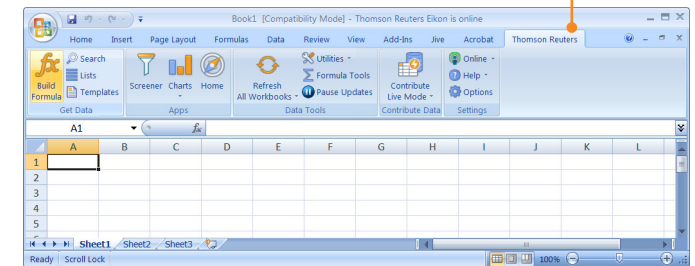 Book1 [Compatibility Mode] - Thomson Reuters Eikon is online
Home Insert Page Layout Formulas Data Review View Add-Ins Jive Acrobat Thomson Reuters
Build Formula
Search
Lists
Templates
Get Data
Screener
Charts
Home
Apps
Refresh All Workbooks
Utilities
Formula Tools
Pause Updates
Data Tools
Contribute Live Mode
Contribute Data
Online
Help
Options
Settings
A1 fx
A B C D E F G H I J K L
1
2
3
4
5
Sheet1 Sheet2 Sheet3
Ready Scroll Lock 100%